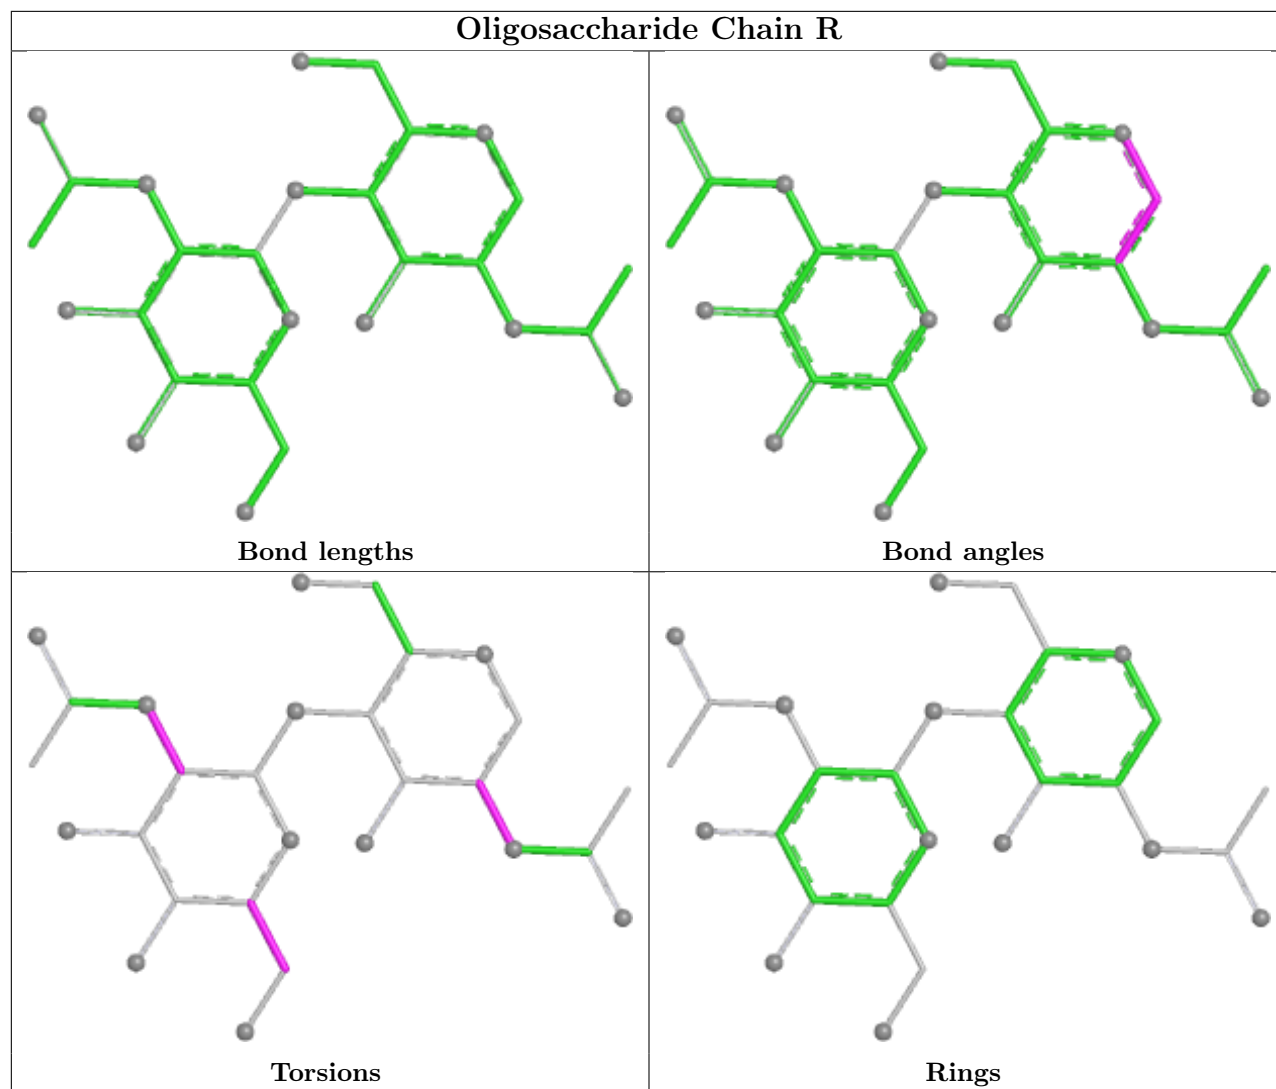 Oligosaccharide Chain R
Bond lengths
Bond angles
Torsions
Rings